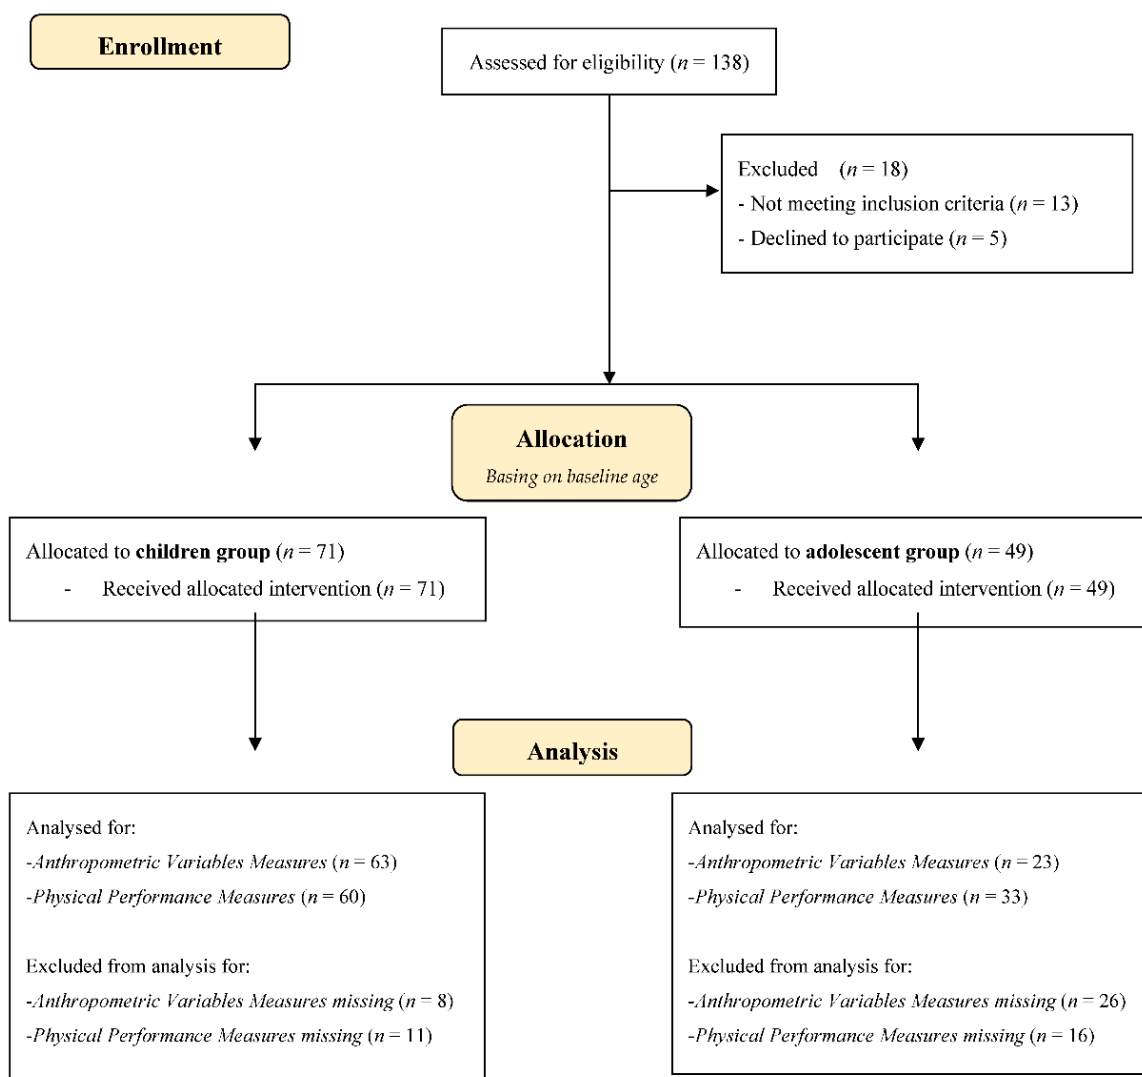 Enrollment
Assessed for eligibility (n = 138)
Excluded (n = 18)
- Not meeting inclusion criteria (n = 13)
- Declined to participate (n = 5)
Allocation
Basing on baseline age
Allocated to children group (n = 71)
- Received allocated intervention (n = 71)
Allocated to adolescent group (n = 49)
- Received allocated intervention (n = 49)
Analysis
Analysed for:
-Anthropometric Variables Measures (n = 63)
-Physical Performance Measures (n = 60)
Excluded from analysis for:
-Anthropometric Variables Measures missing (n = 8)
-Physical Performance Measures missing (n = 11)
Analysed for:
-Anthropometric Variables Measures (n = 23)
-Physical Performance Measures (n = 33)
Excluded from analysis for:
-Anthropometric Variables Measures missing (n = 26)
-Physical Performance Measures missing (n = 16)